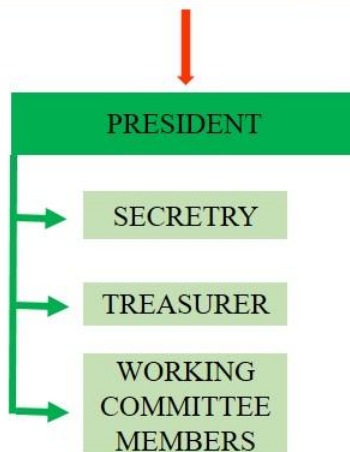 PRESIDENT
SECRETRY
TREASURER
WORKING
COMMITTEE
MEMBERS